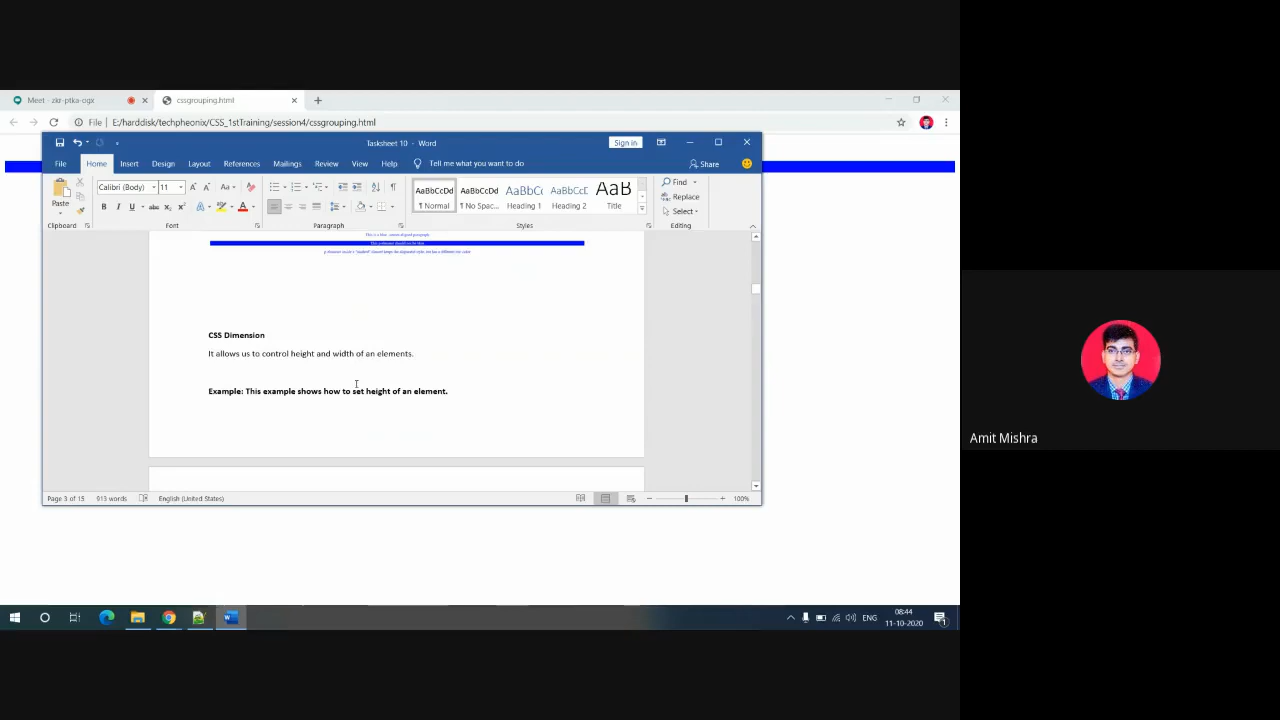 Meet - zkr-ptka-ogx
cssgrouping.html
File
E:/harddisk/techpheonix/CSS_1stTraining/session4/cssgrouping.html
Tasksheet 10 - Word
Sign in
File Home Insert Design Layout References Mailings Review View Help Tell me what you want to do Share
Paste
Calibri (Body) 11
AaBbCcDd AaBbCcDd AaBbCc AaBbCcE AaB
¶ Normal ¶ No Spac... Heading 1 Heading 2 Title
Find
Replace
Select
Clipboard Font Paragraph Styles Editing
CSS Dimension
It allows us to control height and width of an elements.
Example: This example shows how to set height of an element.
Page 3 of 15 913 words English (United States) 100%
Amit Mishra
ENG
08:44
11-10-2020